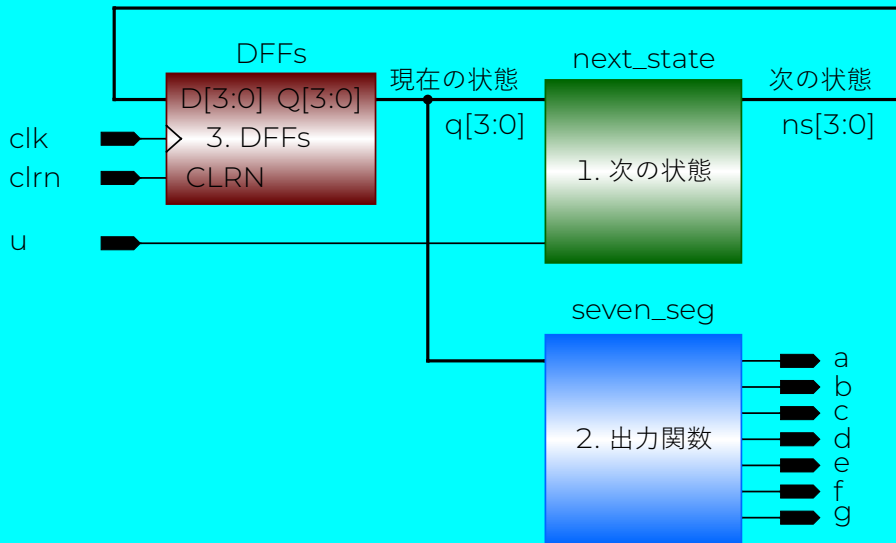 DFFs
D[3:0] Q[3:0]
3. DFFs
CLRN
clk
clrn
u
現在の状態
q[3:0]
next_state
1. 次の状態
次の状態
ns[3:0]
seven_seg
2. 出力関数
a
b
c
d
e
f
g